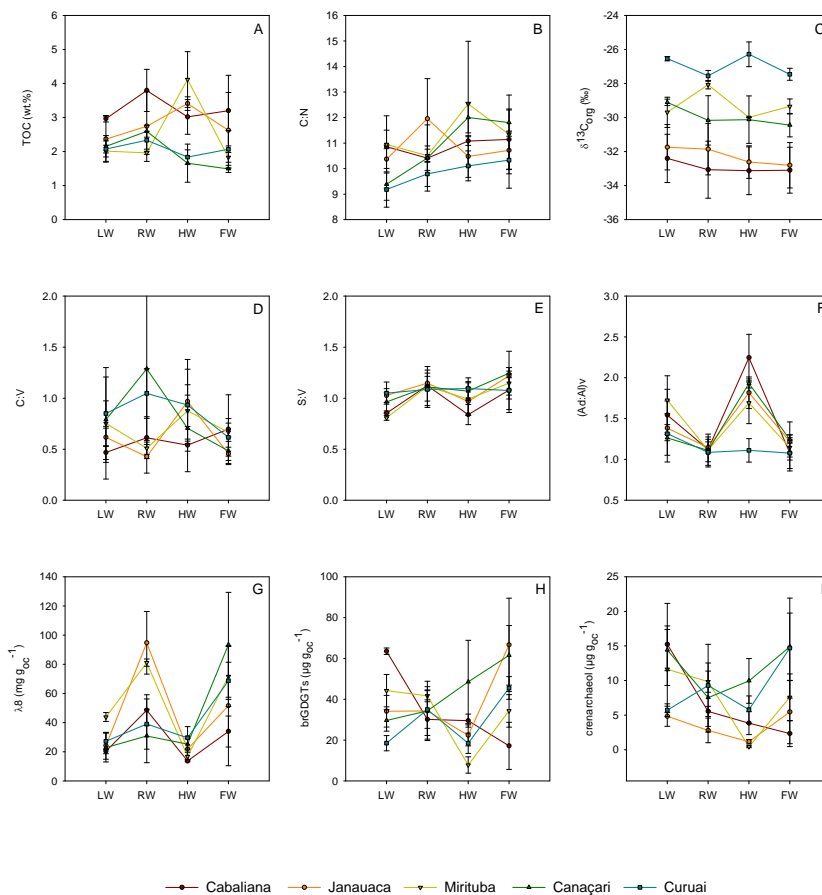 A
TOC (wt.%)
6
5
4
3
2
1
0
LW RW HW FW
B
C:N
16
15
14
13
12
11
10
9
8
LW RW HW FW
C
δ¹³Corg (‰)
-24
-26
-28
-30
-32
-34
-36
LW RW HW FW
D
C:V
2.0
1.5
1.0
0.5
0.0
LW RW HW FW
E
S:V
2.0
1.5
1.0
0.5
0.0
LW RW HW FW
F
(Ad:Al)v
3.0
2.5
2.0
1.5
1.0
0.5
LW RW HW FW
G
λ8 (mg goc⁻¹)
140
120
100
80
60
40
20
0
LW RW HW FW
H
brGDGTs (µg goc⁻¹)
100
80
60
40
20
0
LW RW HW FW
I
crenarchaeol (µg goc⁻¹)
25
20
15
10
5
0
LW RW HW FW
Cabaliana Janauaca Mirituba Canaçari Curuai